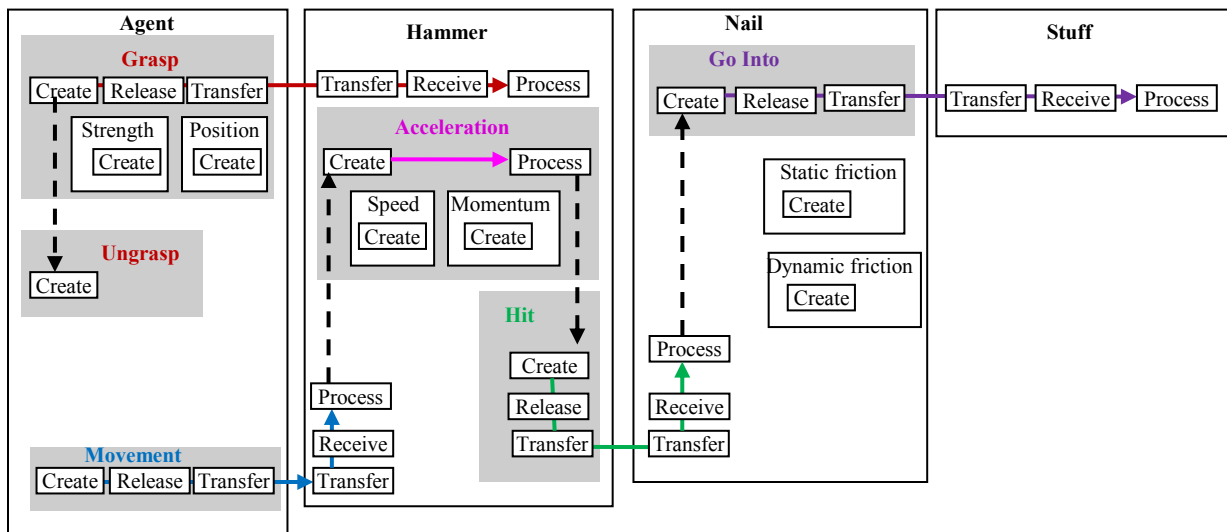 Agent
Hammer
Nail
Stuff
Grasp
Create Release Transfer
Strength
Create
Position
Create
Ungrasp
Create
Movement
Create Release Transfer
Transfer Receive Process
Acceleration
Create Process
Speed
Create
Momentum
Create
Hit
Create
Release
Transfer
Process
Receive
Transfer
Go Into
Create Release Transfer
Static friction
Create
Dynamic friction
Create
Process
Receive
Transfer
Transfer Receive Process